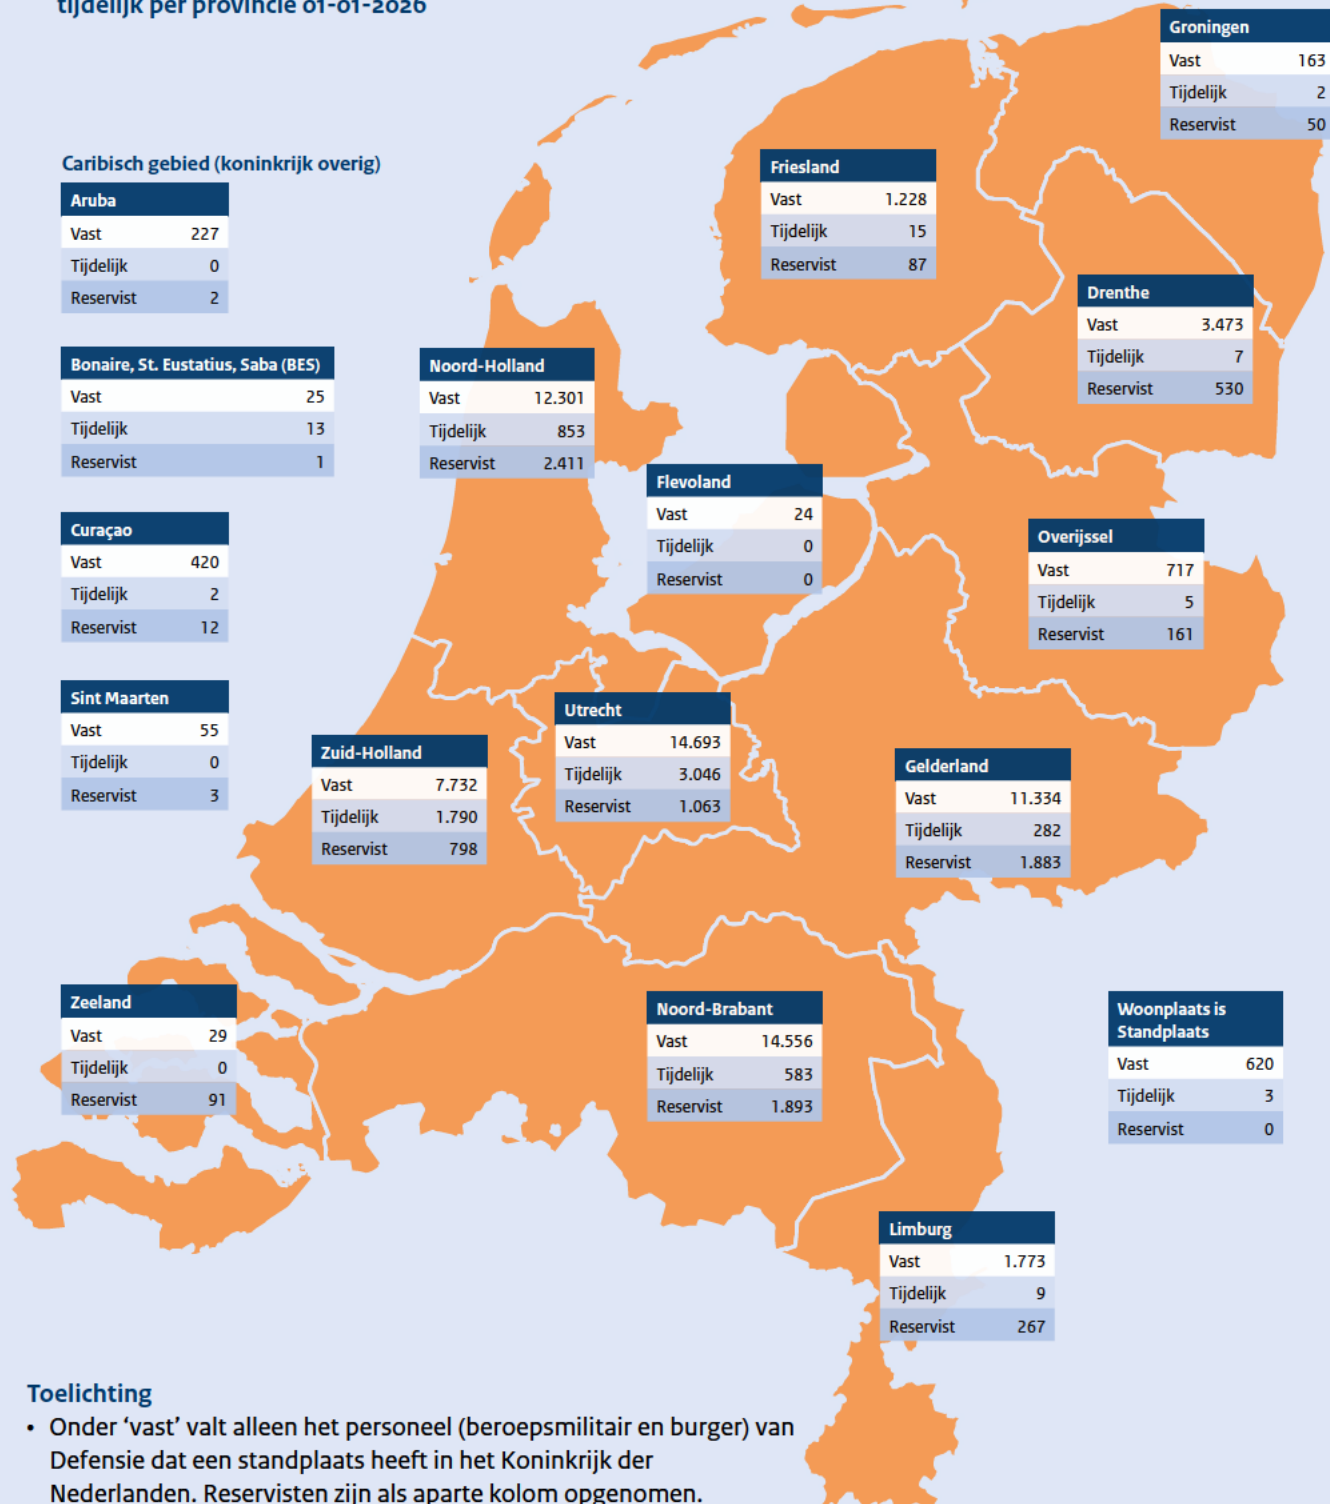 tijdelijk per provincie 01-01-2026
Groningen
Vast 163
Tijdelijk 2
Reservist 50
Caribisch gebied (koninkrijk overig)
Aruba
Vast 227
Tijdelijk 0
Reservist 2
Friesland
Vast 1.228
Tijdelijk 15
Reservist 87
Drenthe
Vast 3.473
Tijdelijk 7
Reservist 530
Bonaire, St. Eustatius, Saba (BES)
Vast 25
Tijdelijk 13
Reservist 1
Noord-Holland
Vast 12.301
Tijdelijk 853
Reservist 2.411
Flevoland
Vast 24
Tijdelijk 0
Reservist 0
Curaçao
Vast 420
Tijdelijk 2
Reservist 12
Overijssel
Vast 717
Tijdelijk 5
Reservist 161
Sint Maarten
Vast 55
Tijdelijk 0
Reservist 3
Zuid-Holland
Vast 7.732
Tijdelijk 1.790
Reservist 798
Utrecht
Vast 14.693
Tijdelijk 3.046
Reservist 1.063
Gelderland
Vast 11.334
Tijdelijk 282
Reservist 1.883
Zeeland
Vast 29
Tijdelijk 0
Reservist 91
Noord-Brabant
Vast 14.556
Tijdelijk 583
Reservist 1.893
Woonplaats is
Standplaats
Vast 620
Tijdelijk 3
Reservist 0
Limburg
Vast 1.773
Tijdelijk 9
Reservist 267
Toelichting
• Onder ‘vast’ valt alleen het personeel (beroepsmilitair en burger) van
Defensie dat een standplaats heeft in het Koninkrijk der
Nederlanden. Reservisten zijn als aparte kolom opgenomen.